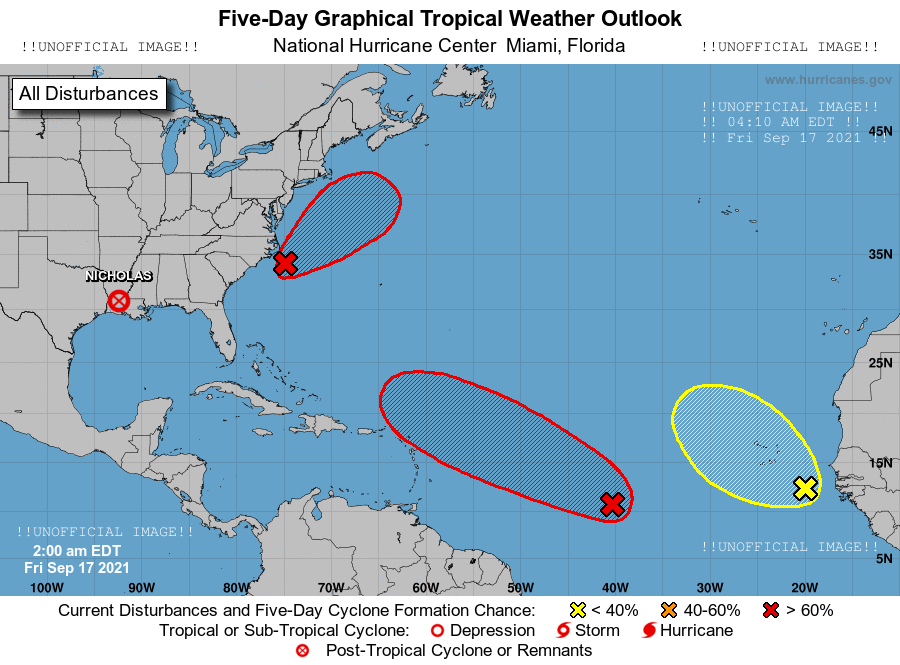 Five-Day Graphical Tropical Weather Outlook
!!UNOFFICIAL IMAGE!! National Hurricane Center  Miami, Florida !!UNOFFICIAL IMAGE!!
All Disturbances
www.hurricanes.gov
!!UNOFFICIAL IMAGE!!
!! 04:10 AM EDT !!
!! Fri Sep 17 2021 !!
45N
35N
NICHOLAS
25N
15N
!!UNOFFICIAL IMAGE!!
2:00 am EDT
Fri Sep 17 2021
!!UNOFFICIAL IMAGE!!
5N
100W 90W 80W 70W 60W 50W 40W 30W 20W
Current Disturbances and Five-Day Cyclone Formation Chance: < 40% 40-60% > 60%
Tropical or Sub-Tropical Cyclone: Depression Storm Hurricane
Post-Tropical Cyclone or Remnants